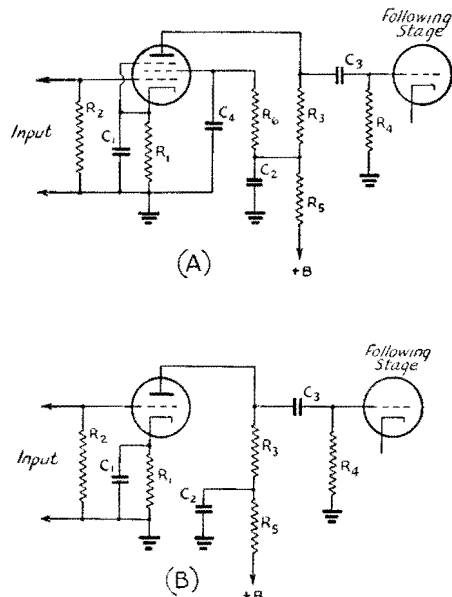 Following
Stage
C3
R2
Input
C1
R1
C4
R6
R3
R4
C2
R5
+B
(A)
Following
Stage
C3
R2
Input
C1
R1
R3
R4
C2
R5
+B
(B)